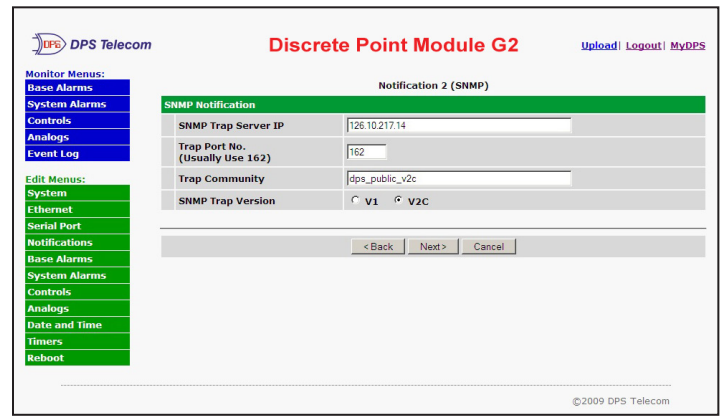 DPS DPS Telecom
Discrete Point Module G2
Upload| Logout| MyDPS
Monitor Menus:
Base Alarms
System Alarms
Controls
Analogs
Event Log
Edit Menus:
System
Ethernet
Serial Port
Notifications
Base Alarms
System Alarms
Controls
Analogs
Date and Time
Timers
Reboot
Notification 2 (SNMP)
SNMP Notification
SNMP Trap Server IP
126.10.217.14
Trap Port No.
(Usually Use 162)
162
Trap Community
dps_public_v2c
SNMP Trap Version
V1 V2C
<Back Next> Cancel
©2009 DPS Telecom